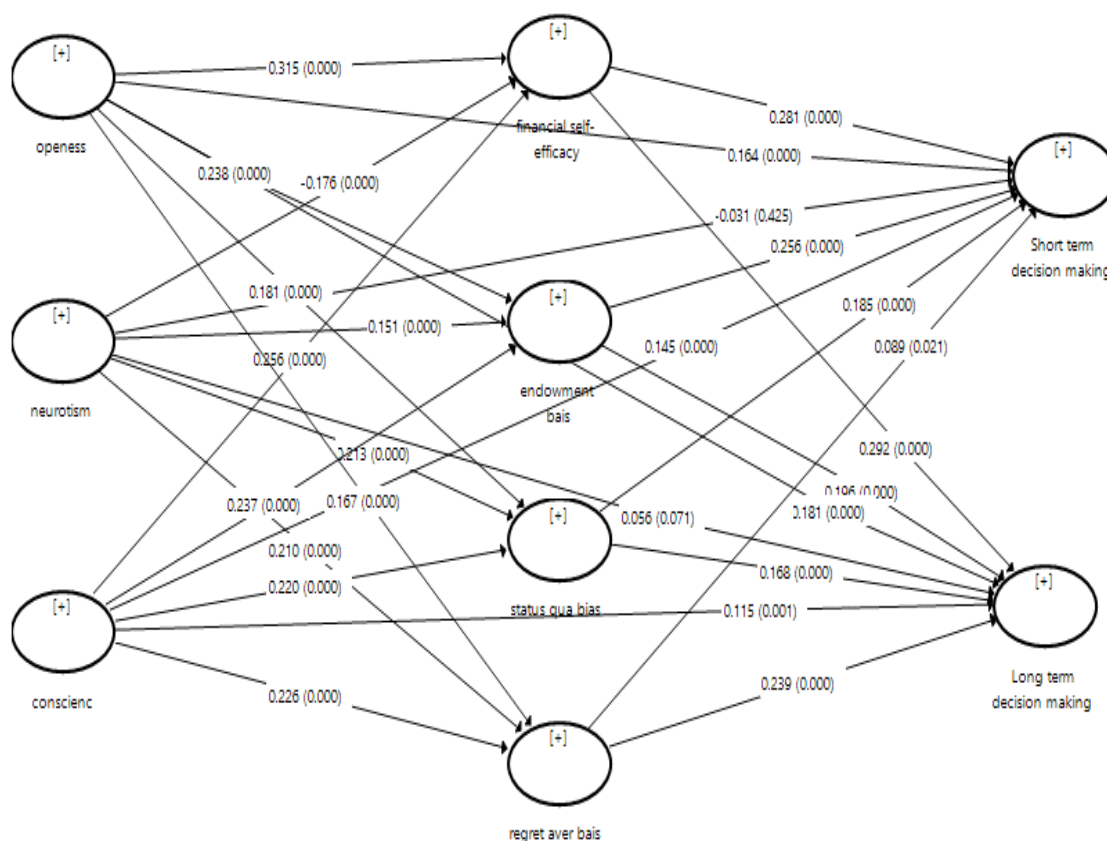 [+]
[+]
0.315 (0.000)
openess
financial self-
efficacy
0.281 (0.000)
[+]
0.164 (0.000)
0.238 (0.000)
-0.176 (0.000)
-0.031 (0.425)
Short term
decision making
0.256 (0.000)
[+]
[+]
0.181 (0.000)
0.185 (0.000)
0.151 (0.000)
0.145 (0.000)
0.089 (0.021)
0.256 (0.000)
neurotism
endowment
bais
0.213 (0.000)
0.292 (0.000)
0.196 (0.000)
0.237 (0.000)
0.167 (0.000)
[+]
0.181 (0.000)
0.056 (0.071)
0.210 (0.000)
0.168 (0.000)
[+]
0.220 (0.000)
[+]
status qua bias
0.115 (0.001)
conscienc
0.226 (0.000)
0.239 (0.000)
Long term
decision making
[+]
regret aver bais